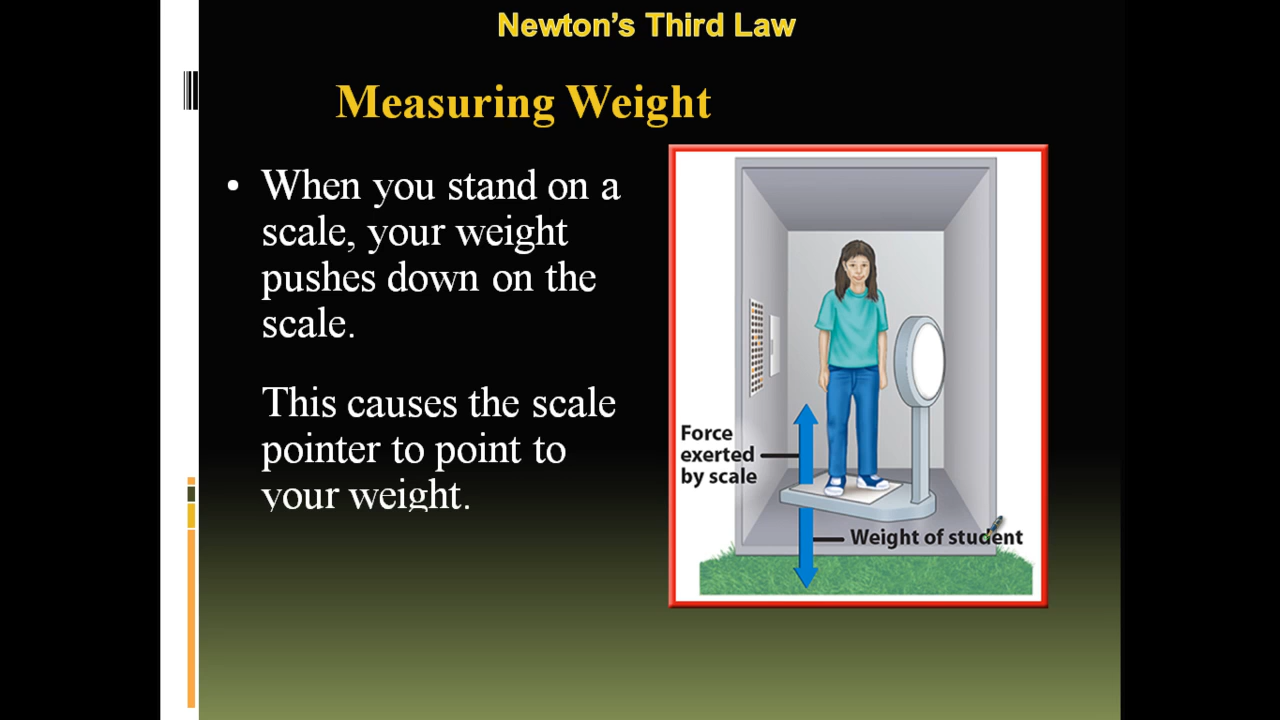 Newton's Third Law
Measuring Weight
• When you stand on a
scale, your weight
pushes down on the
scale.
This causes the scale
pointer to point to
your weight.
Force
exerted
by scale
Weight of student